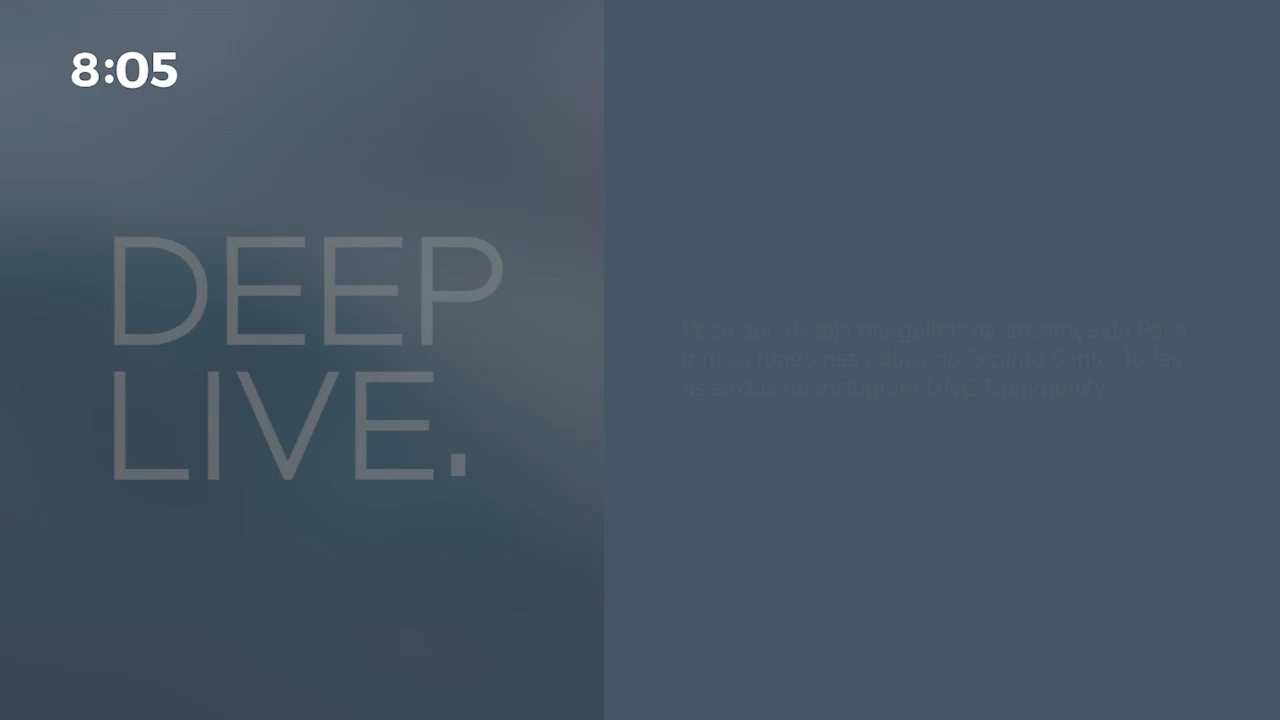 8:05
DEEP
LIVE.
Você que deseja mergulhar na presença do Pai e
ir mais fundo nas águas do Espírito Santo. Todas
as sextas no Instagram UNG Community.